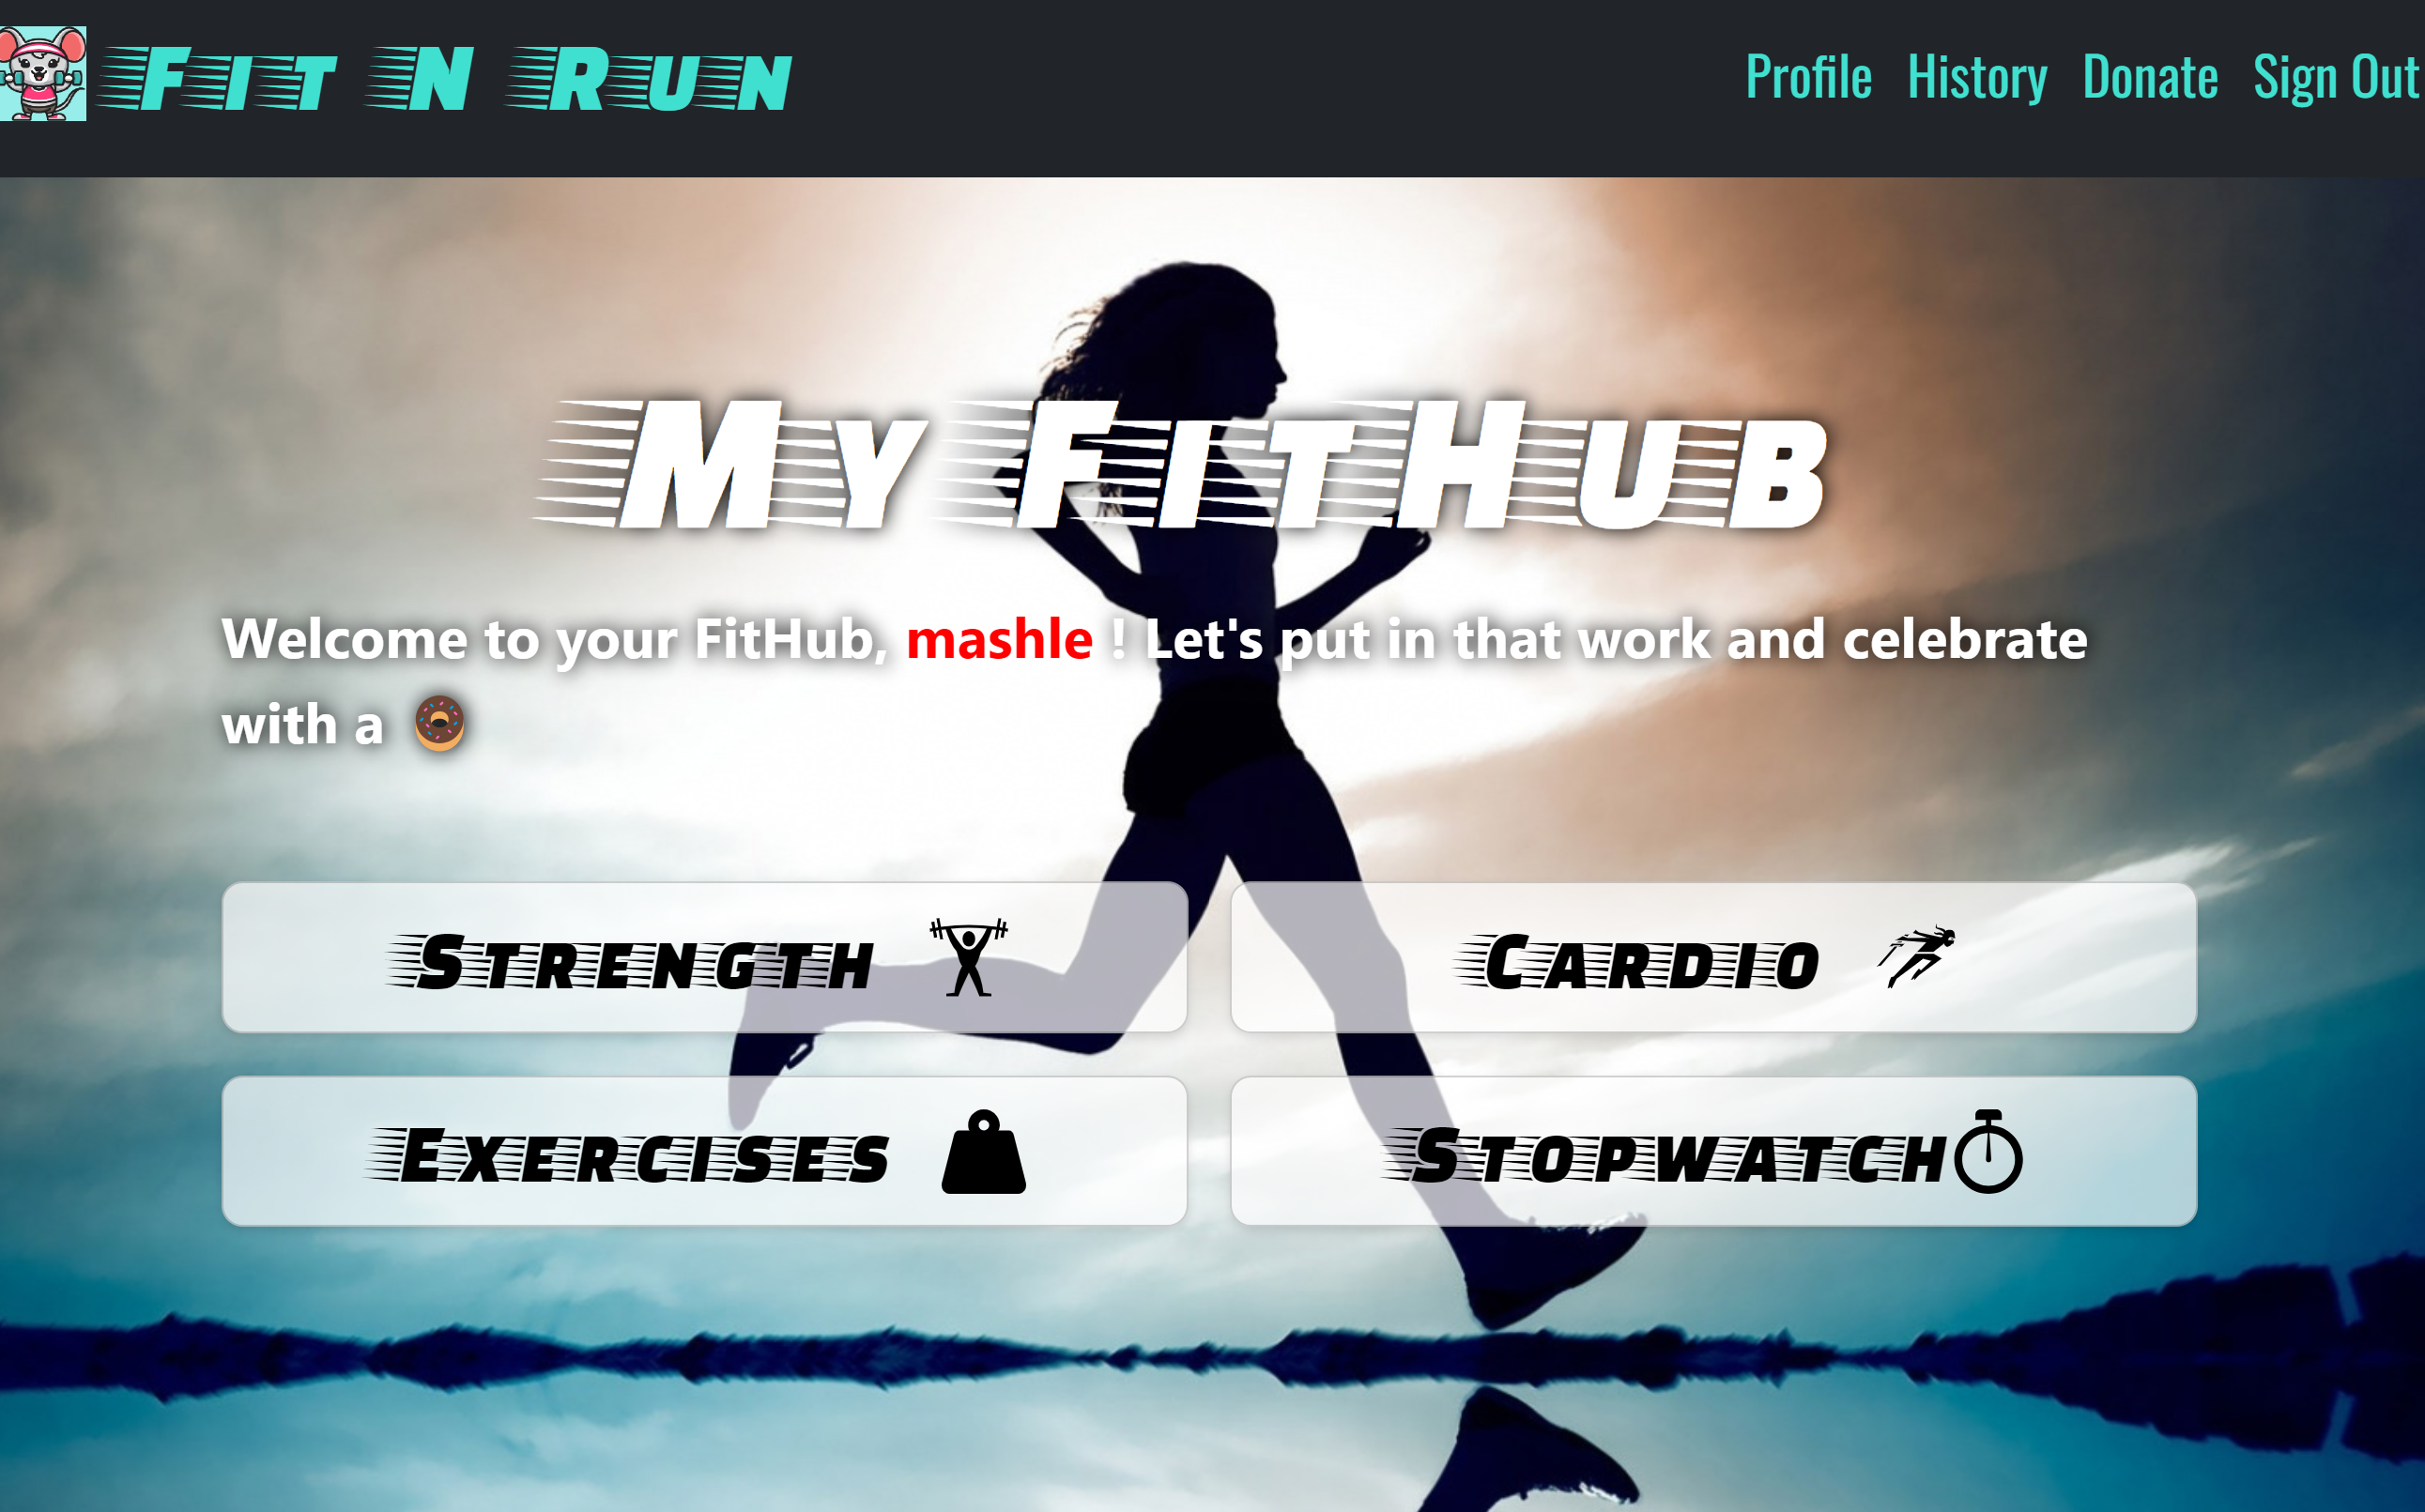 Fit N Run
Profile History Donate Sign Out
My FitHub
Welcome to your FitHub, mashle ! Let's put in that work and celebrate
with a 🍩
Strength
Cardio
Exercises
Stopwatch